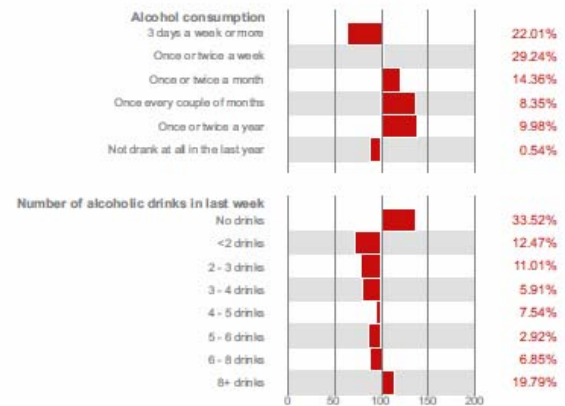 Alcohol consumption
3 days a week or more 22.01%
Once or twice a week 29.24%
Once or twice a month 14.36%
Once every couple of months 8.35%
Once or twice a year 9.98%
Not drank at all in the last year 0.54%
Number of alcoholic drinks in last week
No drinks 33.52%
<2 drinks 12.47%
2 - 3 drinks 11.01%
3 - 4 drinks 5.91%
4 - 5 drinks 7.54%
5 - 6 drinks 2.92%
6 - 8 drinks 6.85%
8+ drinks 19.79%
0 50 100 150 200